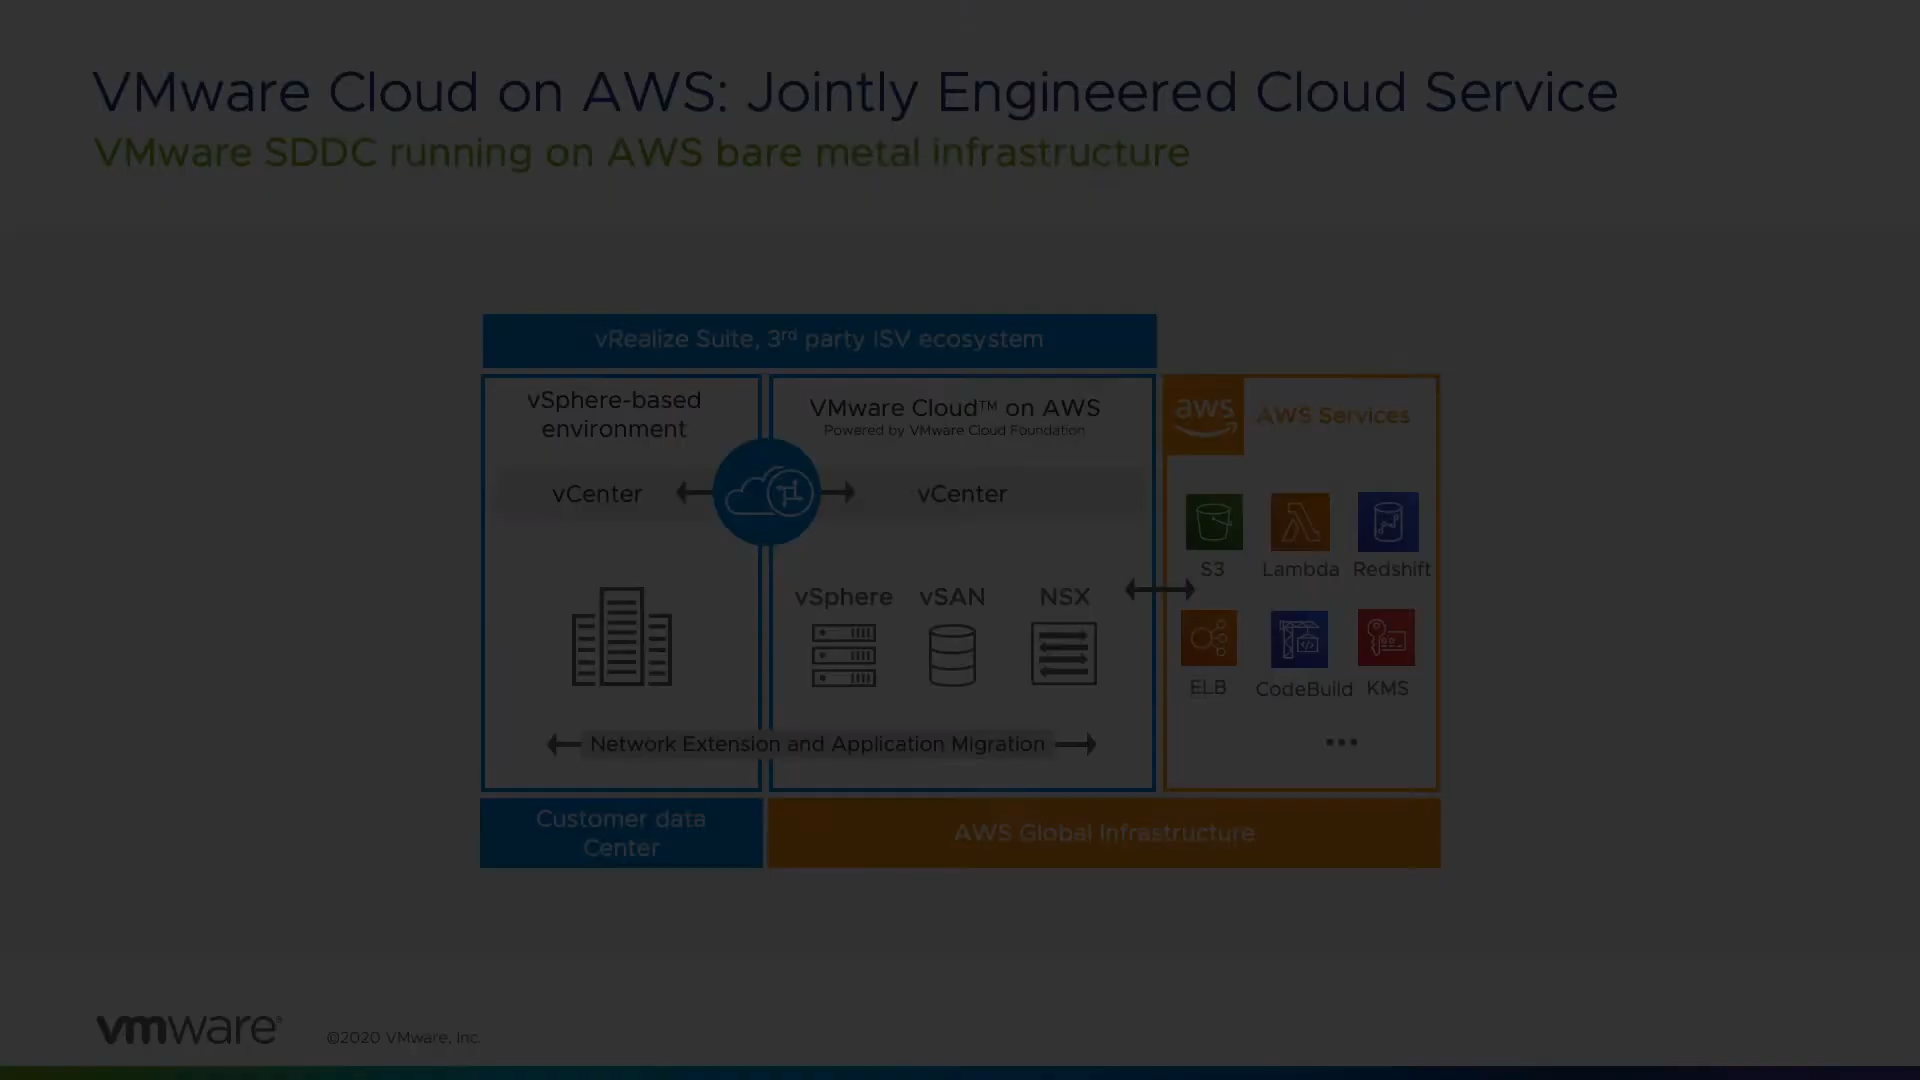 VMware Cloud on AWS: Jointly Engineered Cloud Service
VMware SDDC running on AWS bare metal infrastructure
vRealize Suite, 3rd party ISV ecosystem
vSphere-based
environment
VMware Cloud™ on AWS
Powered by VMware Cloud Foundation
aws
AWS Services
vCenter
vCenter
S3
Lambda
Redshift
vSphere
vSAN
NSX
ELB
CodeBuild
KMS
...
Network Extension and Application Migration
Customer data
Center
AWS Global Infrastructure
vmware®
©2020 VMware, Inc.